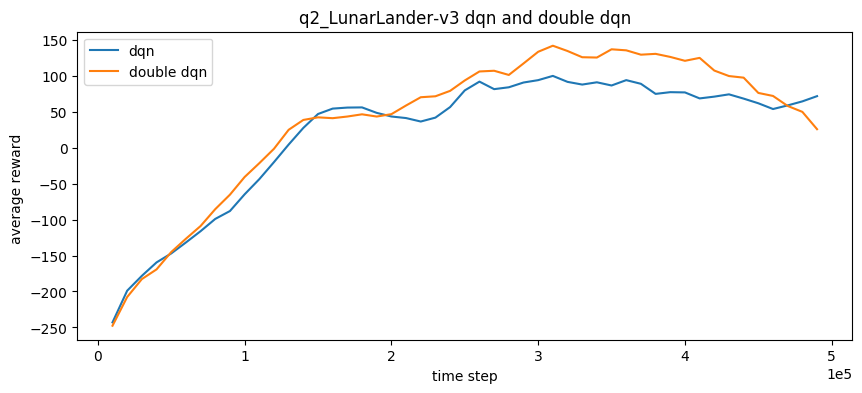 q2_LunarLander-v3 dqn and double dqn
dqn
double dqn
average reward
150
100
50
0
−50
−100
−150
−200
−250
0 1 2 3 4 5
1e5
time step